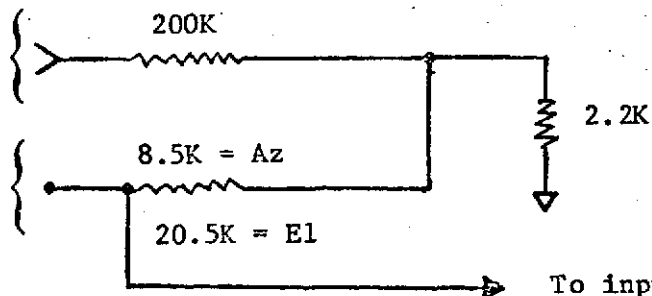 200K
2.2K
8.5K = Az
20.5K = El
To inp